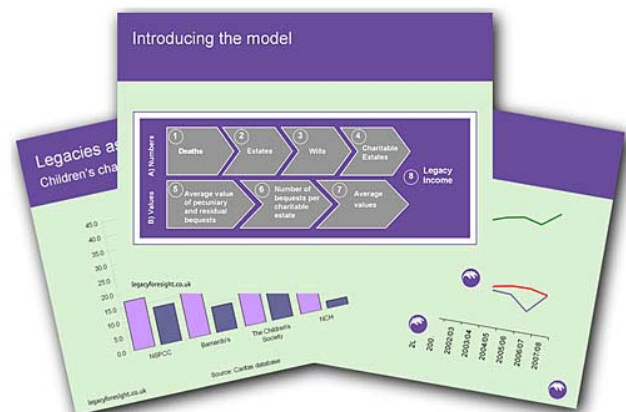 Introducing the model
A) Numbers
1
Deaths
2
Estates
3
Wills
4
Charitable
Estates
8
Legacy
Income
B) Values
5
Average value
of pecuniary
and residual
bequests
6
Number of
bequests per
charitable
estate
7
Average
values
legacyforesight.co.uk
Legacies as
Children's cha
45.0
40.0
35.0
30.0
25.0
20.0
15.0
10.0
5.0
0.0
NSPCC
Barnardo's
The Children's
Society
NCH
Source: Caritas database
legacyforesight.co.uk
2002/03
2003/04
2004/05
2005/06
2006/07
2007/08